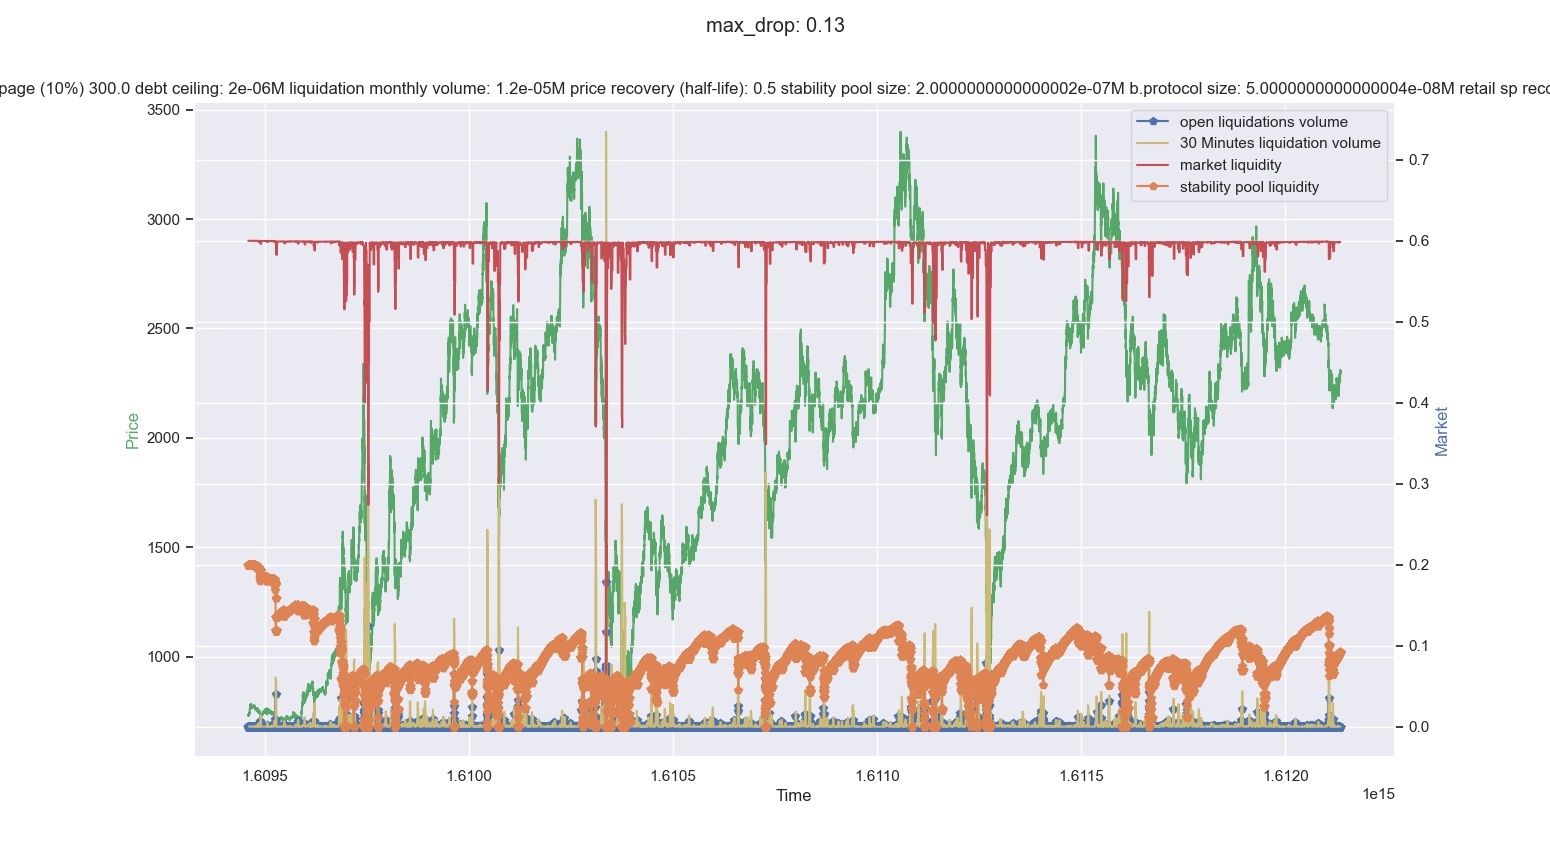 max_drop: 0.13
page (10%) 300.0 debt ceiling: 2e-06M liquidation monthly volume: 1.2e-05M price recovery (half-life): 0.5 stability pool size: 2.0000000000000002e-07M b.protocol size: 5.0000000000000004e-08M retail sp reco
open liquidations volume
30 Minutes liquidation volume
market liquidity
stability pool liquidity
3500
3000
2500
2000
1500
1000
Price
0.7
0.6
0.5
0.4
0.3
0.2
0.1
0.0
Market
1.6095 1.6100 1.6105 1.6110 1.6115 1.6120
Time
1e15